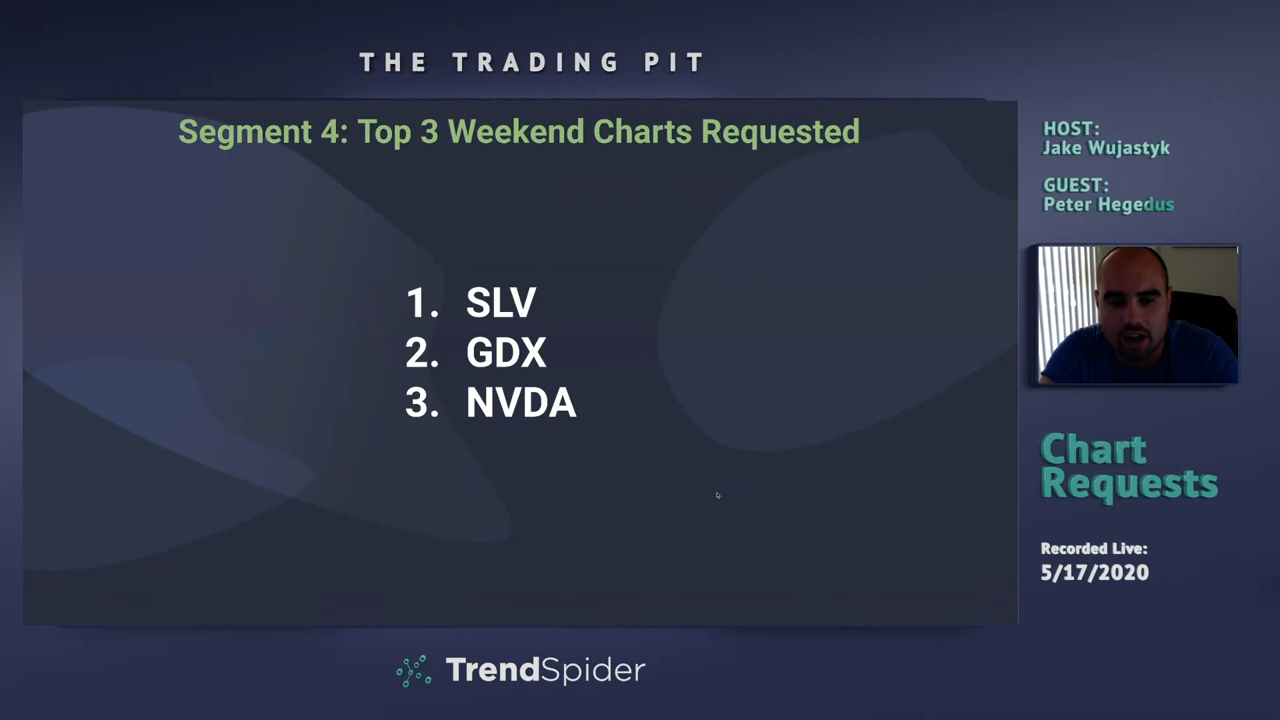 THE TRADING PIT
Segment 4: Top 3 Weekend Charts Requested
1. SLV
2. GDX
3. NVDA
HOST:
Jake Wujastyk
GUEST:
Peter Hegedus
Chart
Requests
Recorded Live:
5/17/2020
TrendSpider